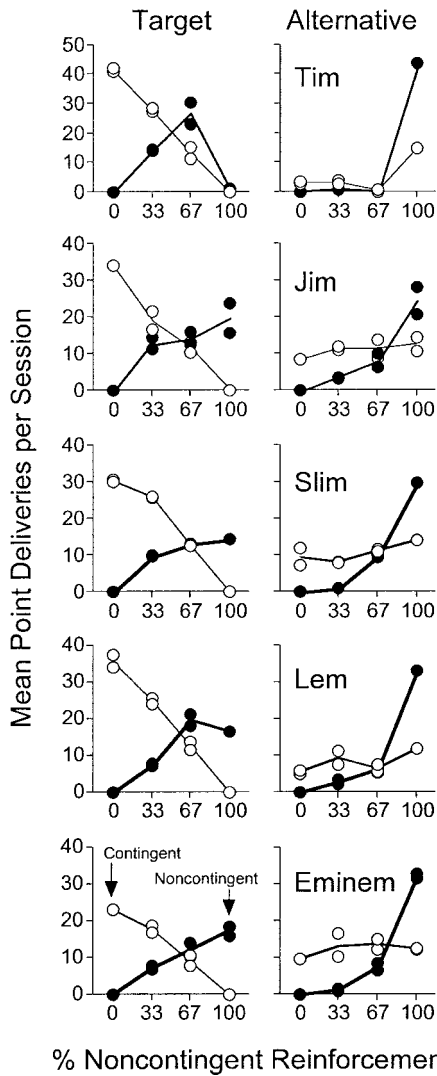 Target Alternative
Mean Point Deliveries per Session
50
40
30
20
10
0
0 33 67 100
Tim
0 33 67 100
40
30
20
10
0
0 33 67 100
Jim
0 33 67 100
40
30
20
10
0
0 33 67 100
Slim
0 33 67 100
40
30
20
10
0
0 33 67 100
Lem
0 33 67 100
40
30
20
10
0
Contingent
Noncontingent
0 33 67 100
Eminem
0 33 67 100
% Noncontingent Reinforcemen